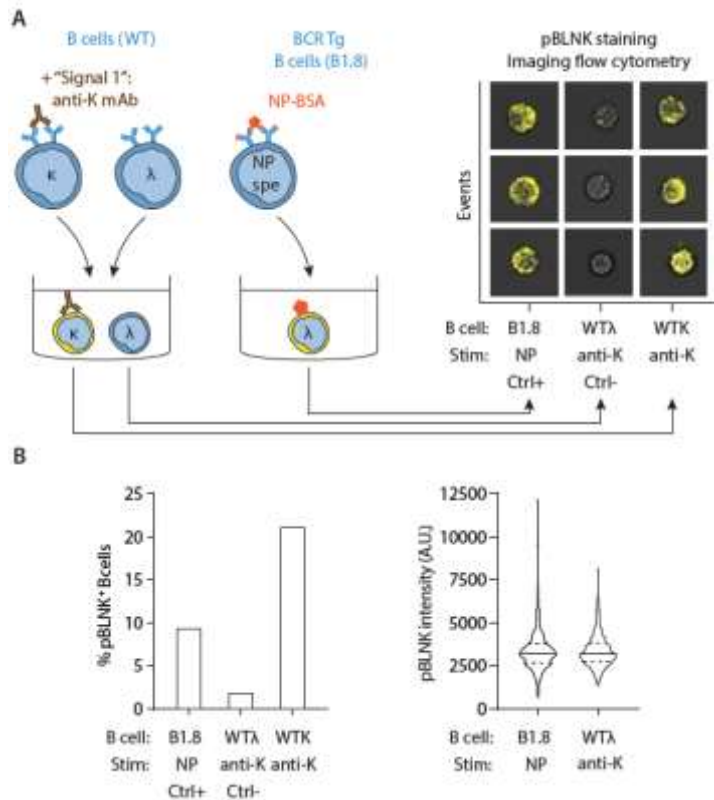 A
B cells (WT)
+"Signal 1":
anti-K mAb
BCR Tg
B cells (B1.8)
NP-BSA
κ
λ
NP
spe
κ
λ
λ
pBLNK staining
Imaging flow cytometry
Events
B cell: B1.8 WTλ WTK
Stim: NP anti-K anti-K
Ctrl+ Ctrl-
B
% pBLNK+ Bcells
25
20
15
10
5
0
B cell: B1.8 WTλ WTK
Stim: NP anti-K anti-K
Ctrl+ Ctrl-
pBLNK intensity (A.U.)
12500
10000
7500
5000
2500
0
B cell: B1.8 WTλ
Stim: NP anti-K